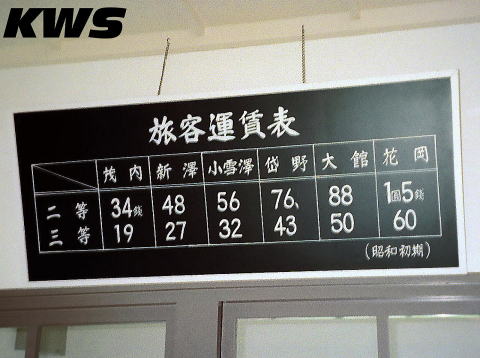 KWS
旅客運賃表
茂内 新澤 小雪澤 岱野 大館 花岡
二等 34銭 48 56 76、 88 1圓5銭
三等 19 27 32 43 50 60
(昭和初期)